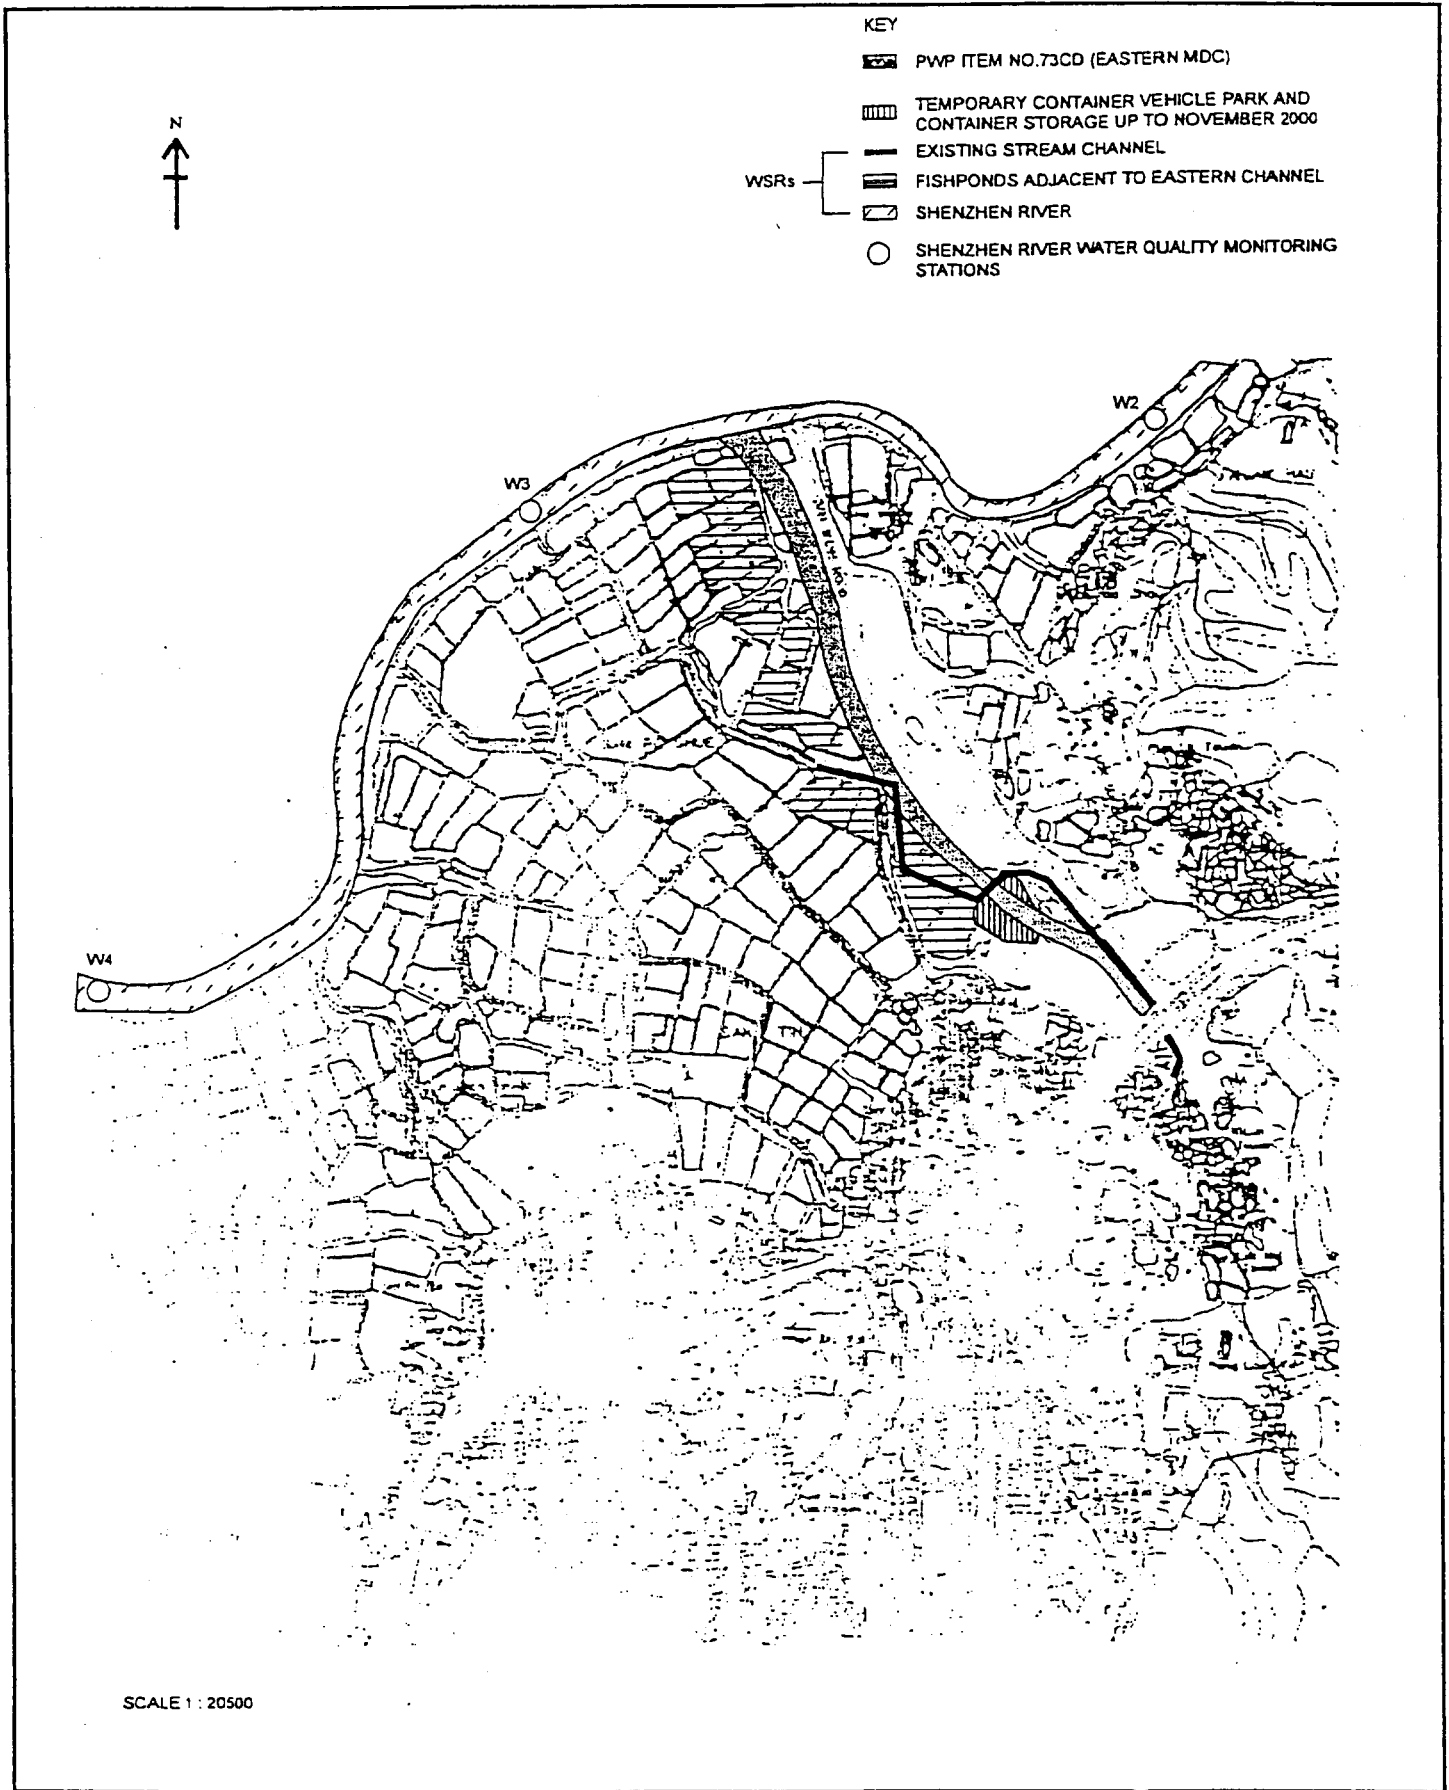 KEY
PWP ITEM NO.73CD (EASTERN MDC)
TEMPORARY CONTAINER VEHICLE PARK AND
CONTAINER STORAGE UP TO NOVEMBER 2000
EXISTING STREAM CHANNEL
WSRs
FISHPONDS ADJACENT TO EASTERN CHANNEL
SHENZHEN RIVER
SHENZHEN RIVER WATER QUALITY MONITORING
STATIONS
N
W2
W3
W4
SCALE 1 : 20500